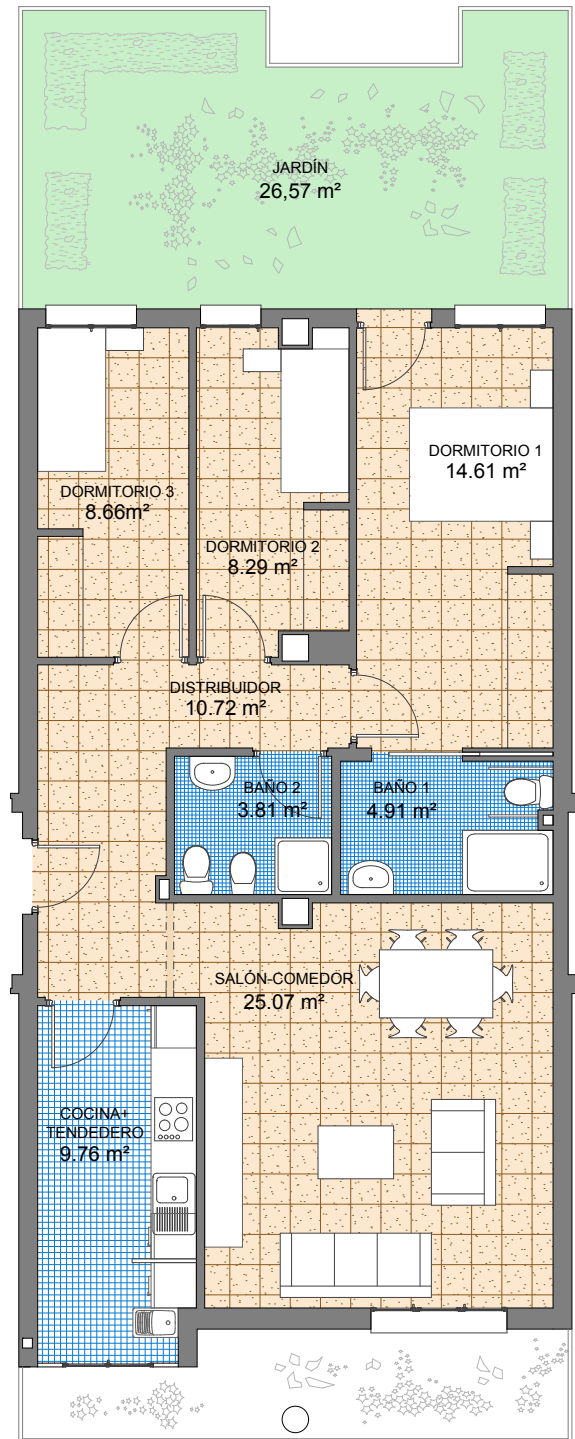 JARDÍN
26,57 m²
DORMITORIO 1
14.61 m²
DORMITORIO 3
8.66m²
DORMITORIO 2
8.29 m²
DISTRIBUIDOR
10.72 m²
BAÑO 2
3.81 m²
BAÑO 1
4.91 m²
SALÓN-COMEDOR
25.07 m²
COCINA+
TENDEDERO
9.76 m²